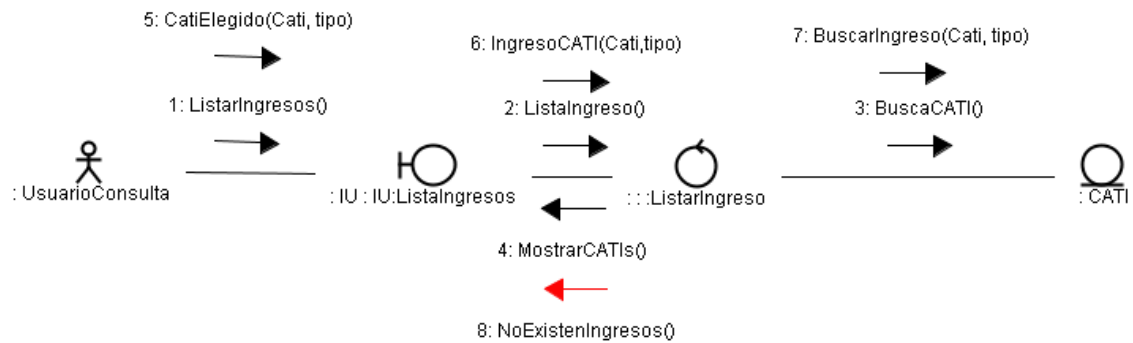 5: CatiElegido(Cati, tipo)
6: IngresoCATI(Cati,tipo)
7: BuscarIngreso(Cati, tipo)
1: ListarIngresos()
2: ListaIngreso()
3: BuscaCATI()
: UsuarioConsulta
: IU : IU:ListaIngresos
: : :ListarIngreso
: CATI
4: MostrarCATIs()
8: NoExistenIngresos()